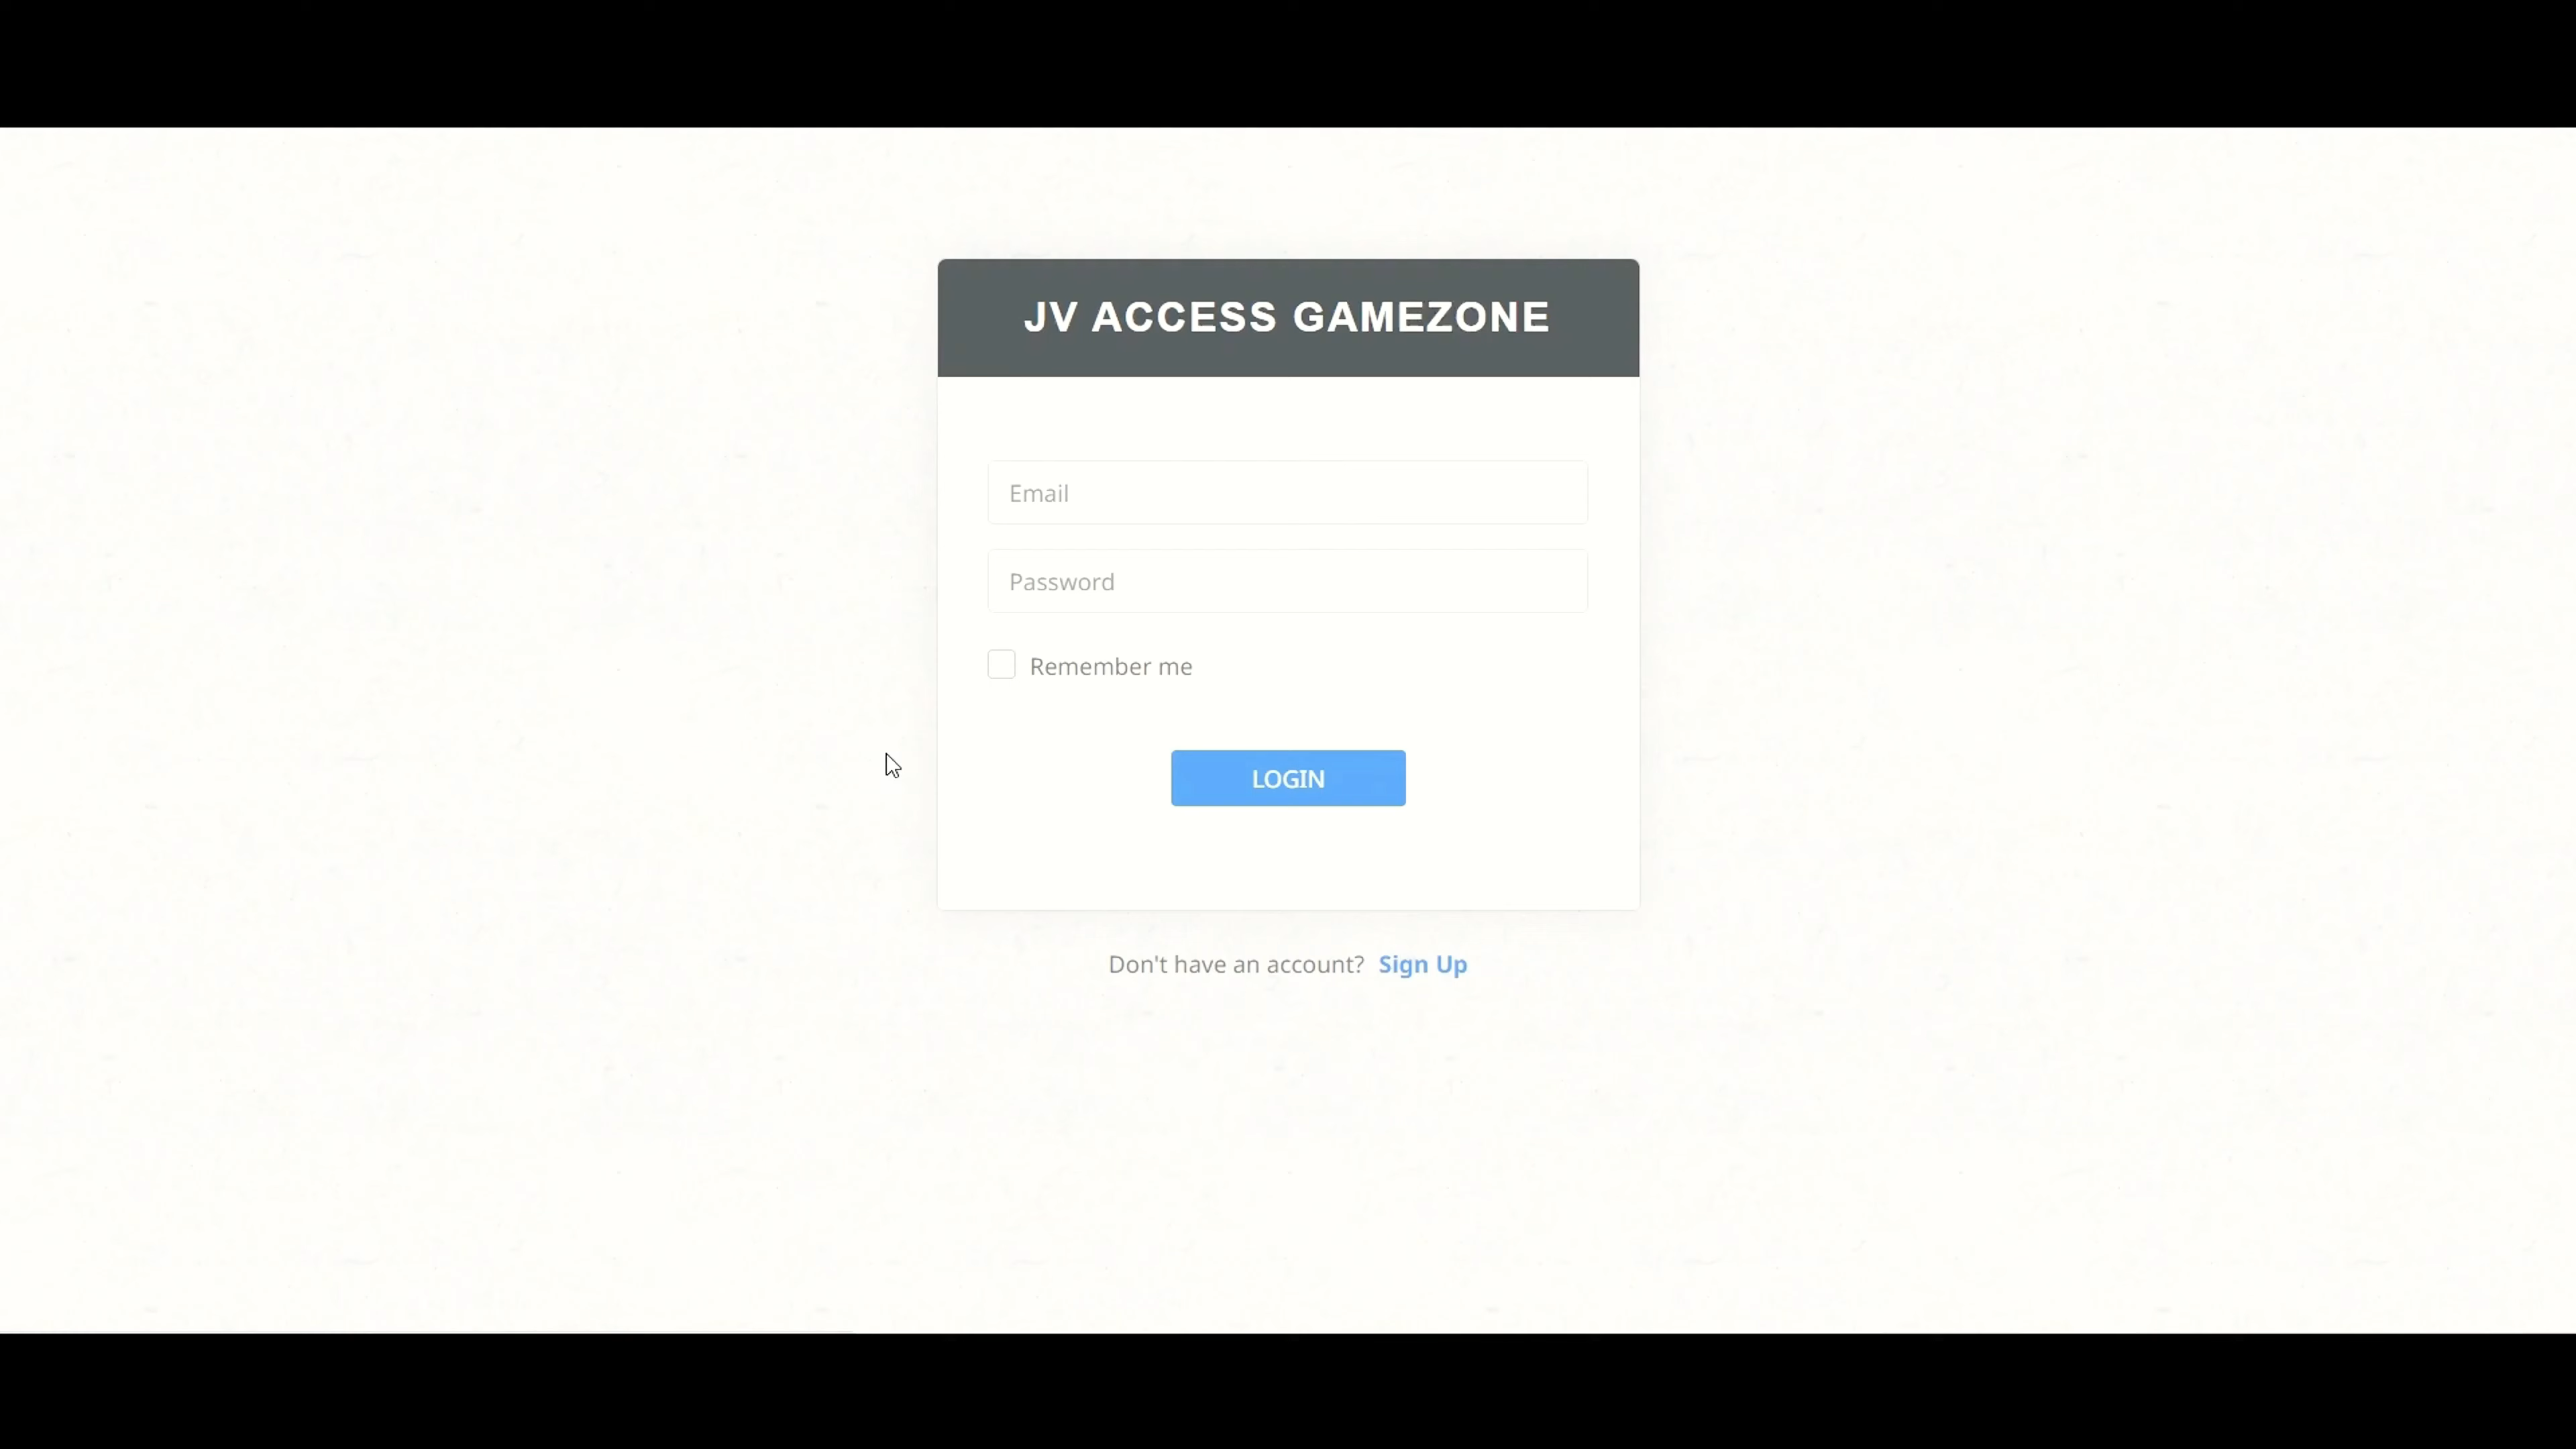 JV ACCESS GAMEZONE
Email
Password
Remember me
LOGIN
Don't have an account? Sign Up